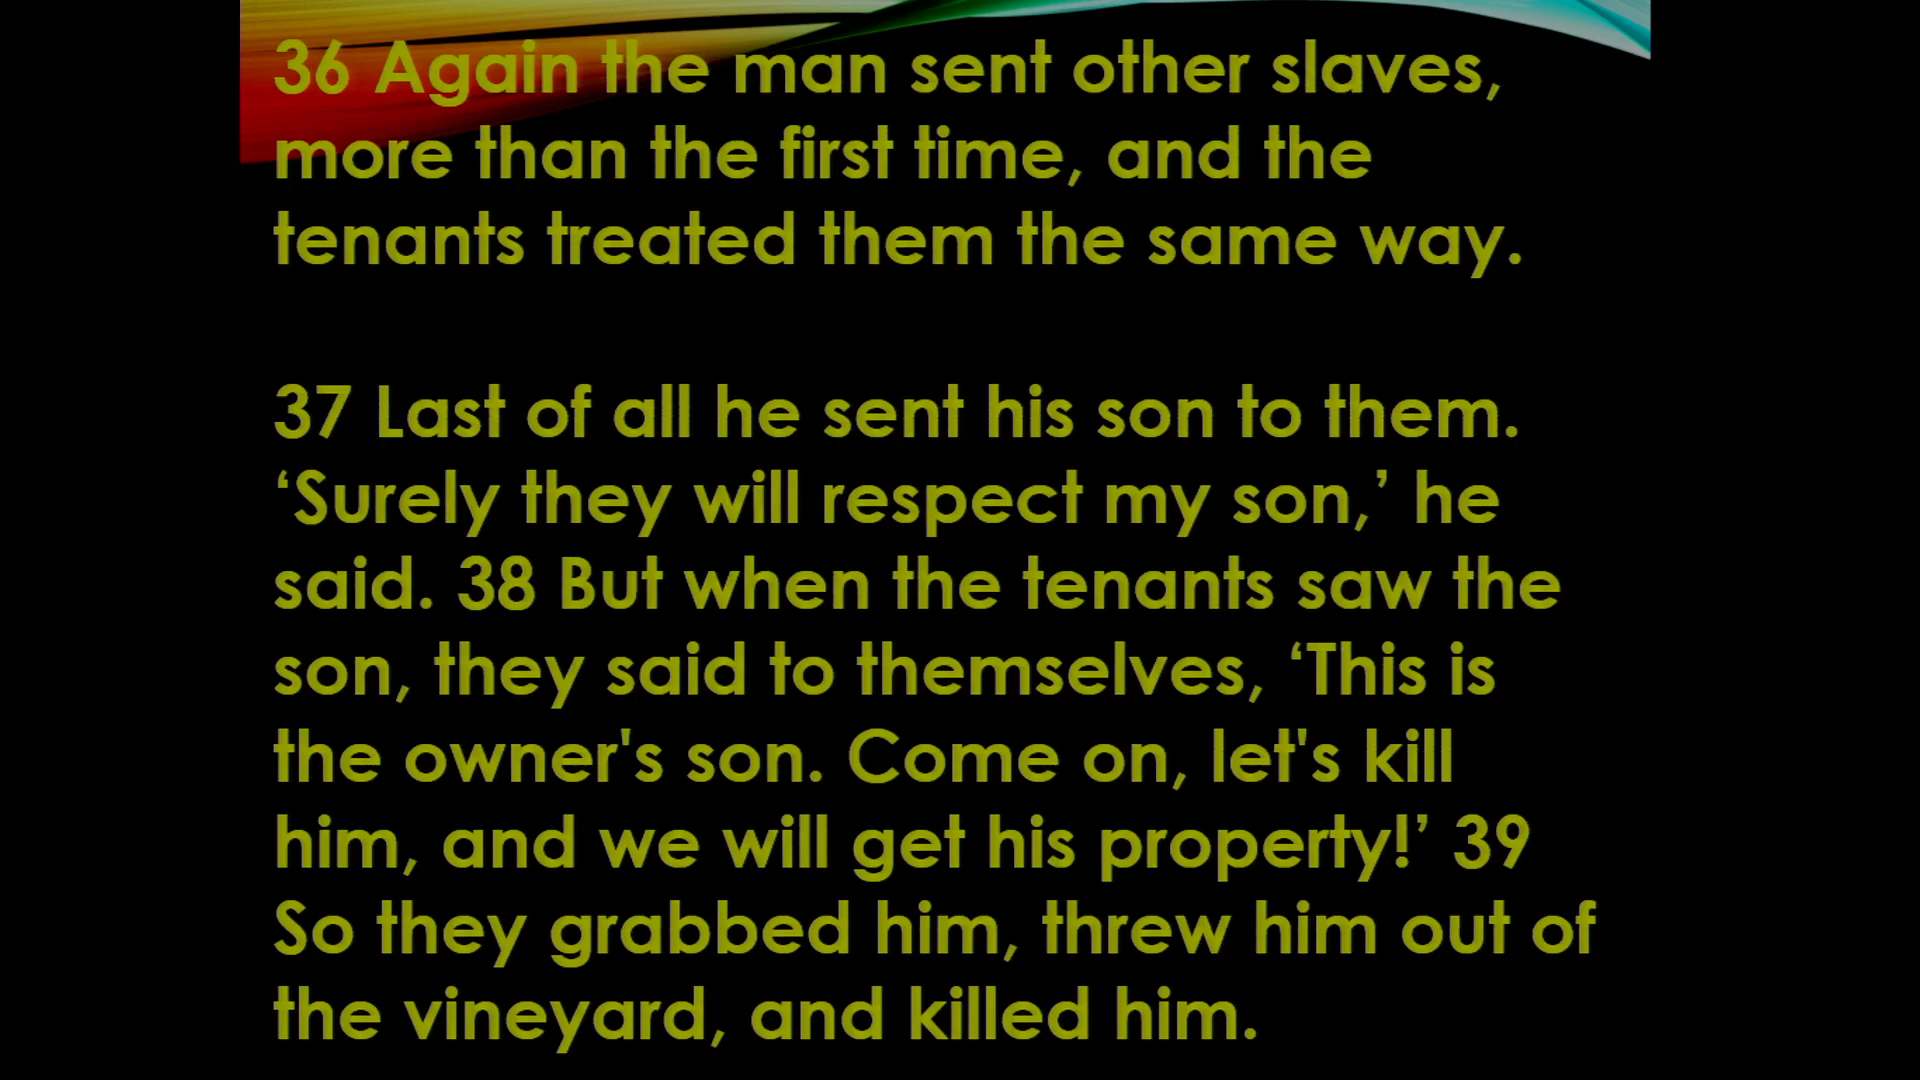 36 Again the man sent other slaves,
more than the first time, and the
tenants treated them the same way.
37 Last of all he sent his son to them.
‘Surely they will respect my son,’ he
said. 38 But when the tenants saw the
son, they said to themselves, ‘This is
the owner's son. Come on, let's kill
him, and we will get his property!’ 39
So they grabbed him, threw him out of
the vineyard, and killed him.